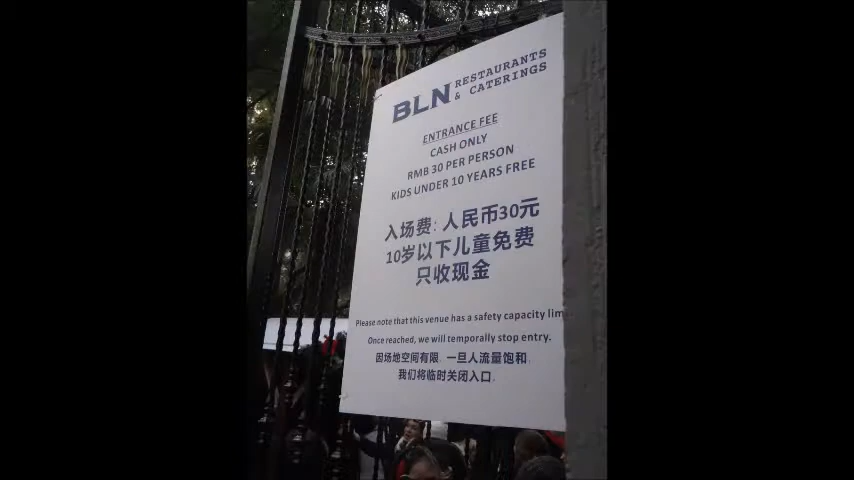 BLN RESTAURANTS
& CATERINGS
ENTRANCE FEE
CASH ONLY
RMB 30 PER PERSON
KIDS UNDER 10 YEARS FREE
入场费: 人民币30元
10岁以下儿童免费
只收现金
Please note that this venue has a safety capacity lim
Once reached, we will temporally stop entry.
因场地空间有限, 一旦人流量饱和,
我们将临时关闭入口.